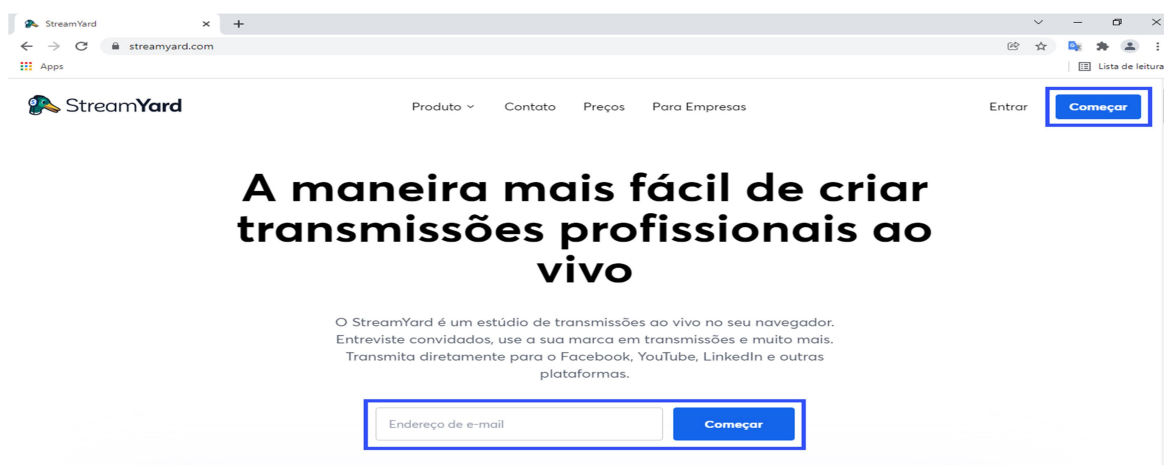 StreamYard
streamyard.com
Apps
Lista de leitura
StreamYard
Produto
Contato
Preços
Para Empresas
Entrar
Começar
A maneira mais fácil de criar
transmissões profissionais ao
vivo
O StreamYard é um estúdio de transmissões ao vivo no seu navegador.
Entreviste convidados, use a sua marca em transmissões e muito mais.
Transmita diretamente para o Facebook, YouTube, LinkedIn e outras
plataformas.
Endereço de e-mail
Começar